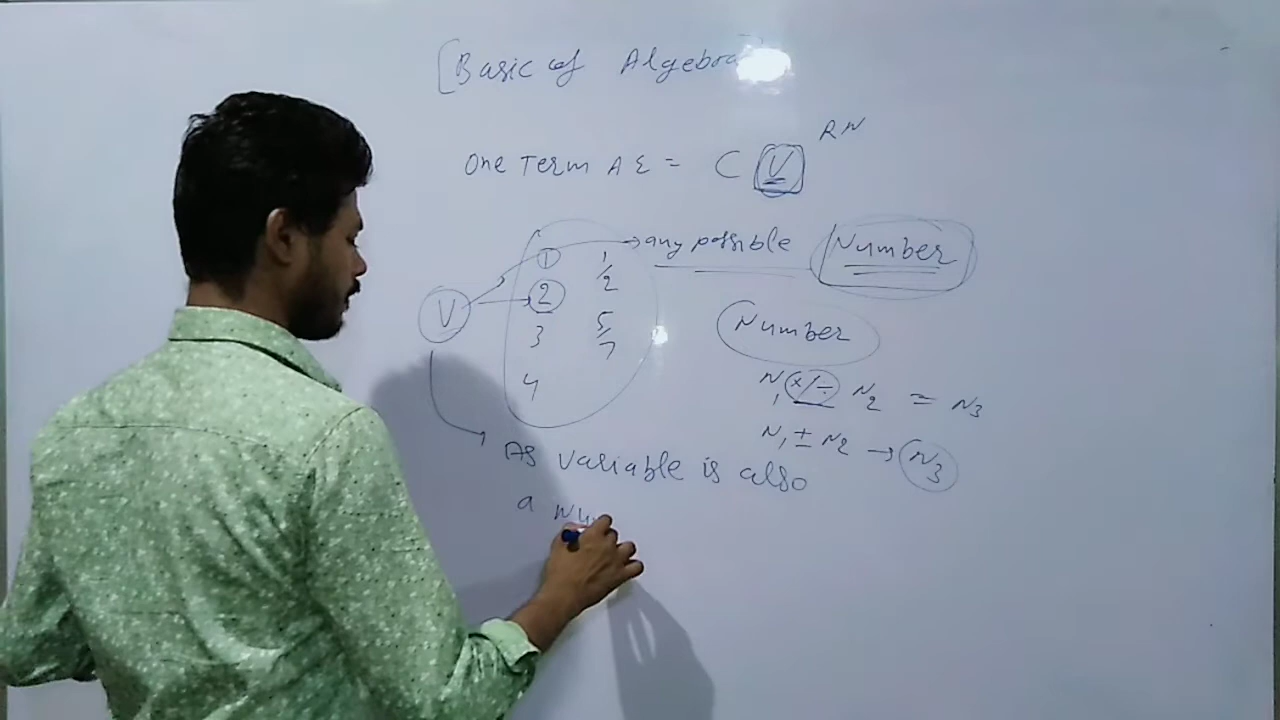 [Basic of Algebra]
One Term A E = C V RN
V
1 1/2
2
3 5/7
4
any possible Number
Number
N1 ×/÷ N2 = N3
N1 ± N2 → N3
As variable is also
a Nu